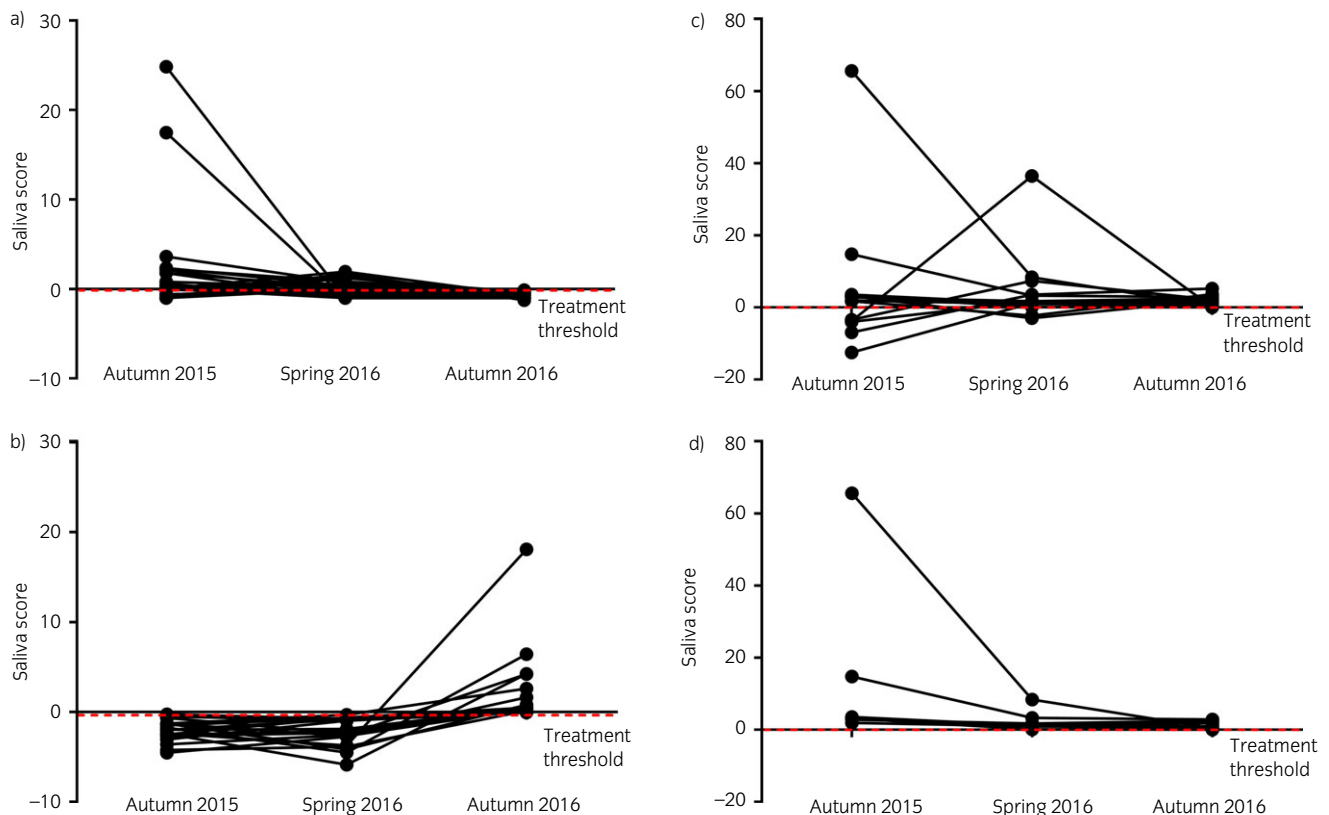 a)
30
20
10
0
−10
Saliva score
Treatment
threshold
Autumn 2015
Spring 2016
Autumn 2016
b)
30
20
10
0
−10
Saliva score
Treatment
threshold
Autumn 2015
Spring 2016
Autumn 2016
c)
80
60
40
20
0
−20
Saliva score
Treatment
threshold
Autumn 2015
Spring 2016
Autumn 2016
d)
80
60
40
20
0
−20
Saliva score
Treatment
threshold
Autumn 2015
Spring 2016
Autumn 2016